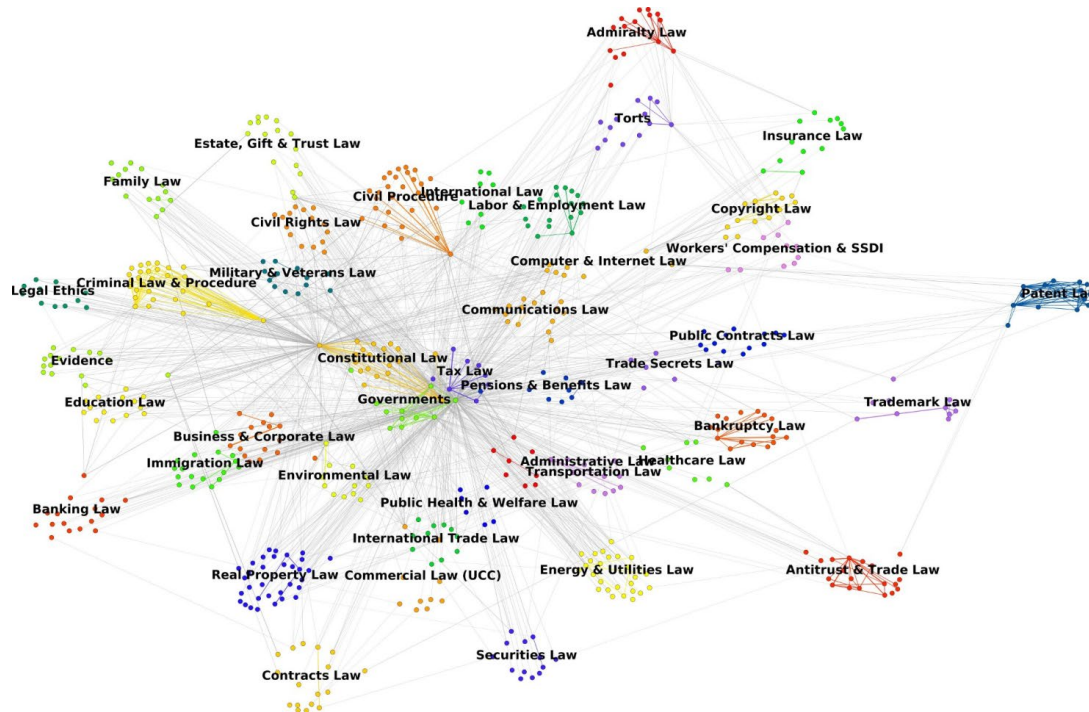 Admiralty Law
Torts
Insurance Law
Estate, Gift & Trust Law
Family Law
International Law
Civil Procedure
Labor & Employment Law
Copyright Law
Civil Rights Law
Workers' Compensation & SSDI
Computer & Internet Law
Military & Veterans Law
Criminal Law & Procedure
Legal Ethics
Patent La
Communications Law
Public Contracts Law
Evidence
Constitutional Law
Trade Secrets Law
Tax Law
Pensions & Benefits Law
Governments
Education Law
Trademark Law
Bankruptcy Law
Business & Corporate Law
Administrative Law
Healthcare Law
Immigration Law
Transportation Law
Environmental Law
Public Health & Welfare Law
Banking Law
International Trade Law
Energy & Utilities Law
Antitrust & Trade Law
Real Property Law
Commercial Law (UCC)
Securities Law
Contracts Law